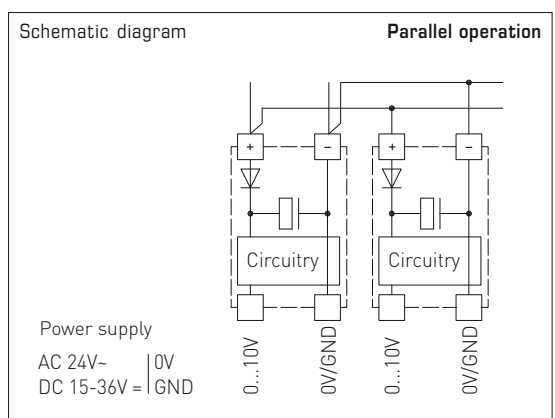 Schematic diagram
Parallel operation
+
−
+
−
Circuitry
Circuitry
Power supply
AC 24V~ 0V
DC 15-36V = GND
0...10V
0V/GND
0...10V
0V/GND